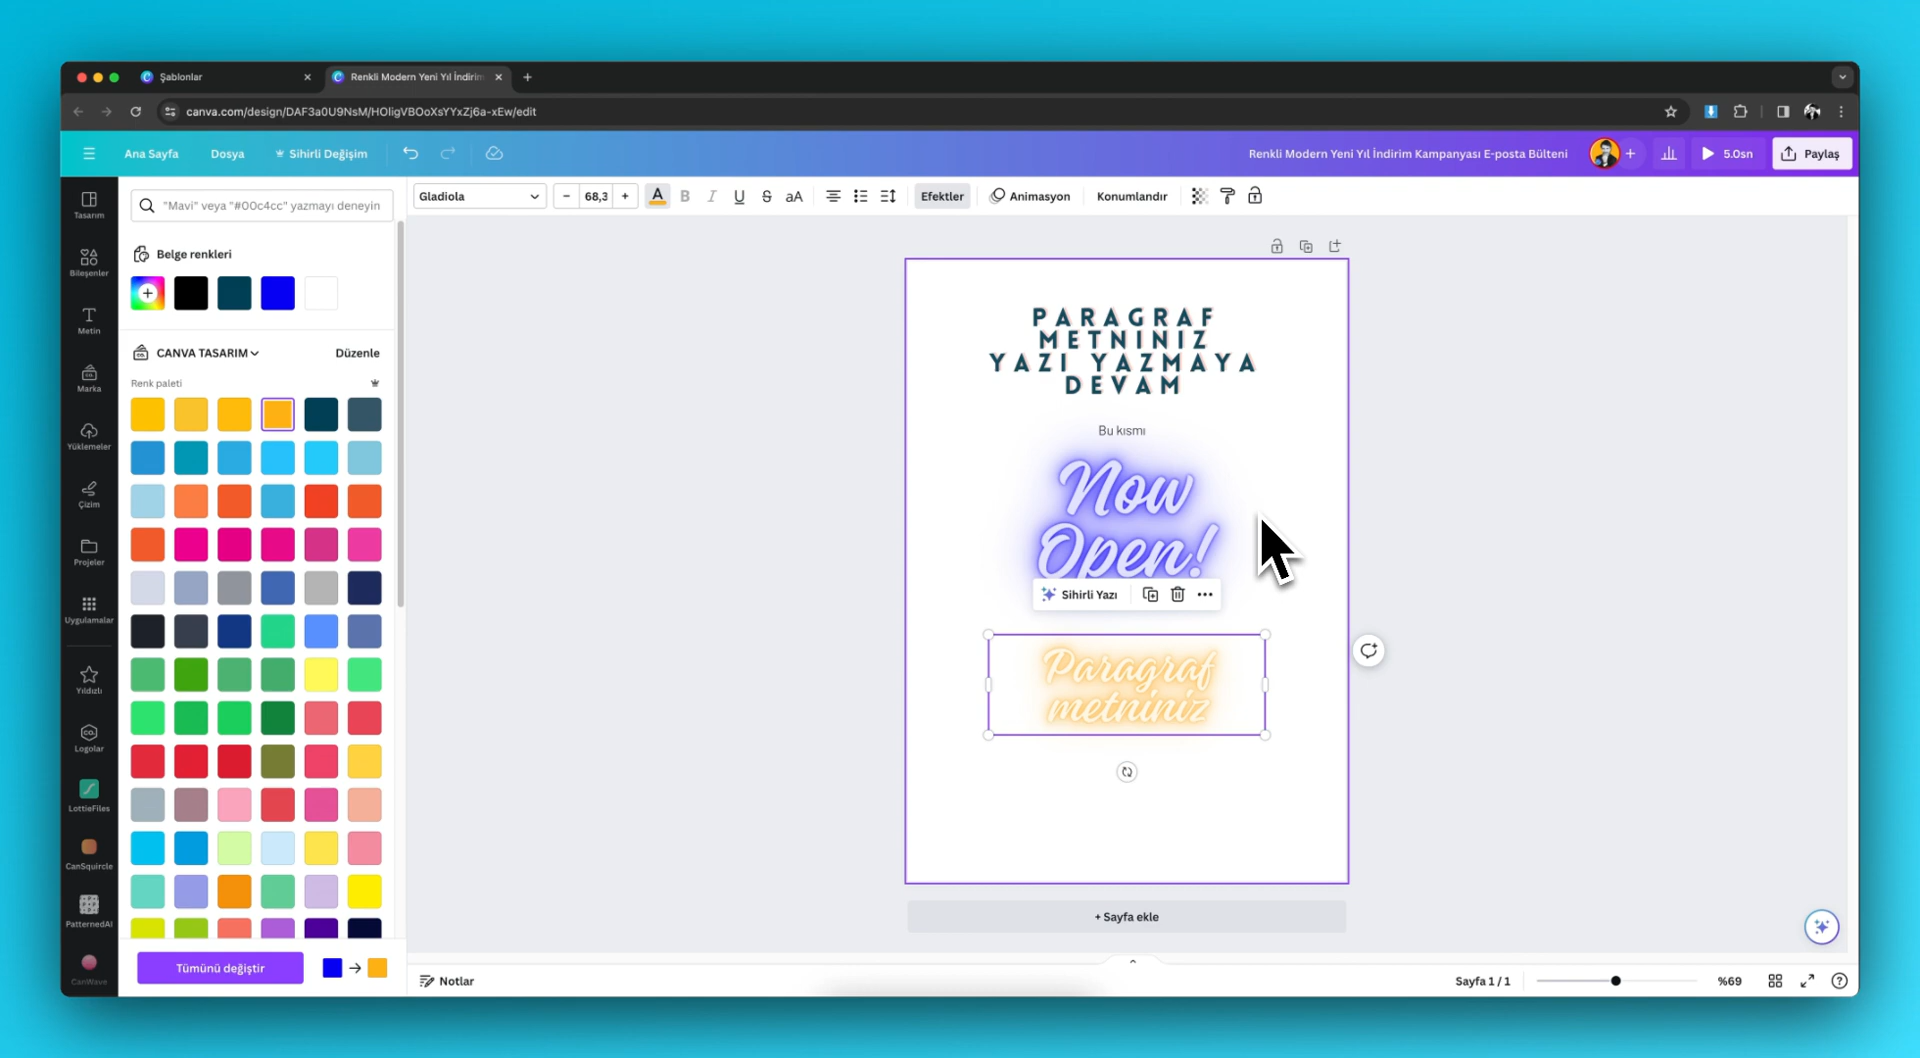 Şablonlar
Renkli Modern Yeni Yıl İndirin
canva.com/design/DAF3a0U9NsM/HOligVBOoXsYYxZj6a-xEw/edit
Ana Sayfa
Dosya
Sihirli Değişim
Renkli Modern Yeni Yıl İndirim Kampanyası E-posta Bülteni
5.0sn
Paylaş
Tasarım
Bileşenler
Metin
Marka
Yüklemeler
Çizim
Projeler
Uygulamalar
Yıldızlı
Logolar
LottieFiles
CanSquircle
PatternedAI
CanWave
"Mavi" veya "#00c4cc" yazmayı deneyin
Belge renkleri
CANVA TASARIM
Düzenle
Renk paleti
Tümünü değiştir
Gladiola
68,3
A
B
I
U
S
aA
Efektler
Animasyon
Konumlandır
PARAGRAF
METNINIZ
YAZI YAZMAYA
DEVAM
Bu kısmı
Now
Open!
Sihirli Yazı
Paragraf
metniniz
+ Sayfa ekle
Notlar
Sayfa 1 / 1
%69